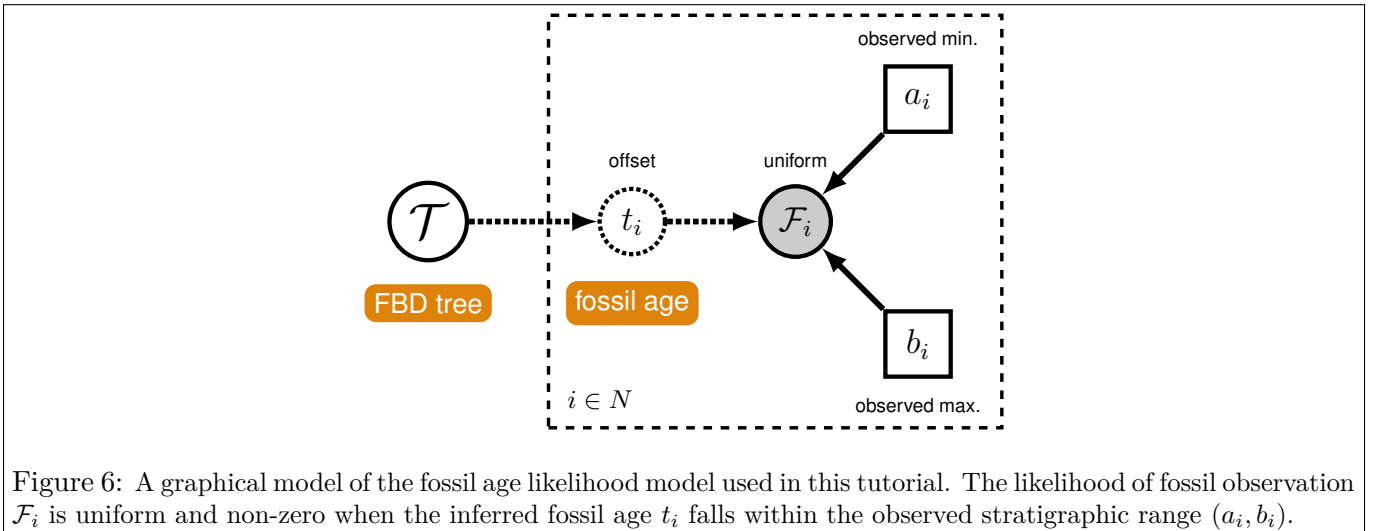 observed min.
a_i
offset
uniform
𝒯
t_i
ℱ_i
FBD tree
fossil age
b_i
i ∈ N
observed max.
Figure 6: A graphical model of the fossil age likelihood model used in this tutorial. The likelihood of fossil observation
ℱ_i is uniform and non-zero when the inferred fossil age t_i falls within the observed stratigraphic range (a_i, b_i).